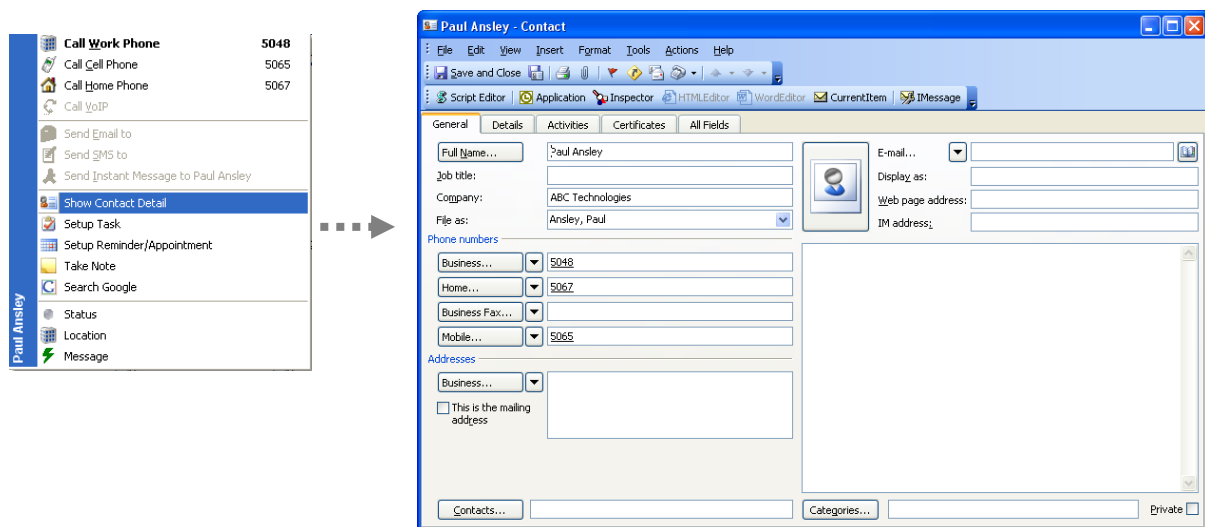 Call Work Phone 5048
Call Cell Phone 5065
Call Home Phone 5067
Call VoIP
Send Email to
Send SMS to
Send Instant Message to Paul Ansley
Show Contact Detail
Setup Task
Setup Reminder/Appointment
Take Note
Search Google
Status
Location
Message
Paul Ansley
Paul Ansley - Contact
File Edit View Insert Format Tools Actions Help
Save and Close
Script Editor Application Inspector HTMLEditor WordEditor CurrentItem IMessage
General Details Activities Certificates All Fields
Full Name... Paul Ansley
Job title:
Company: ABC Technologies
File as: Ansley, Paul
E-mail...
Display as:
Web page address:
IM address:
Phone numbers
Business... 5048
Home... 5067
Business Fax...
Mobile... 5065
Addresses
Business...
This is the mailing
address
Contacts...
Categories...
Private